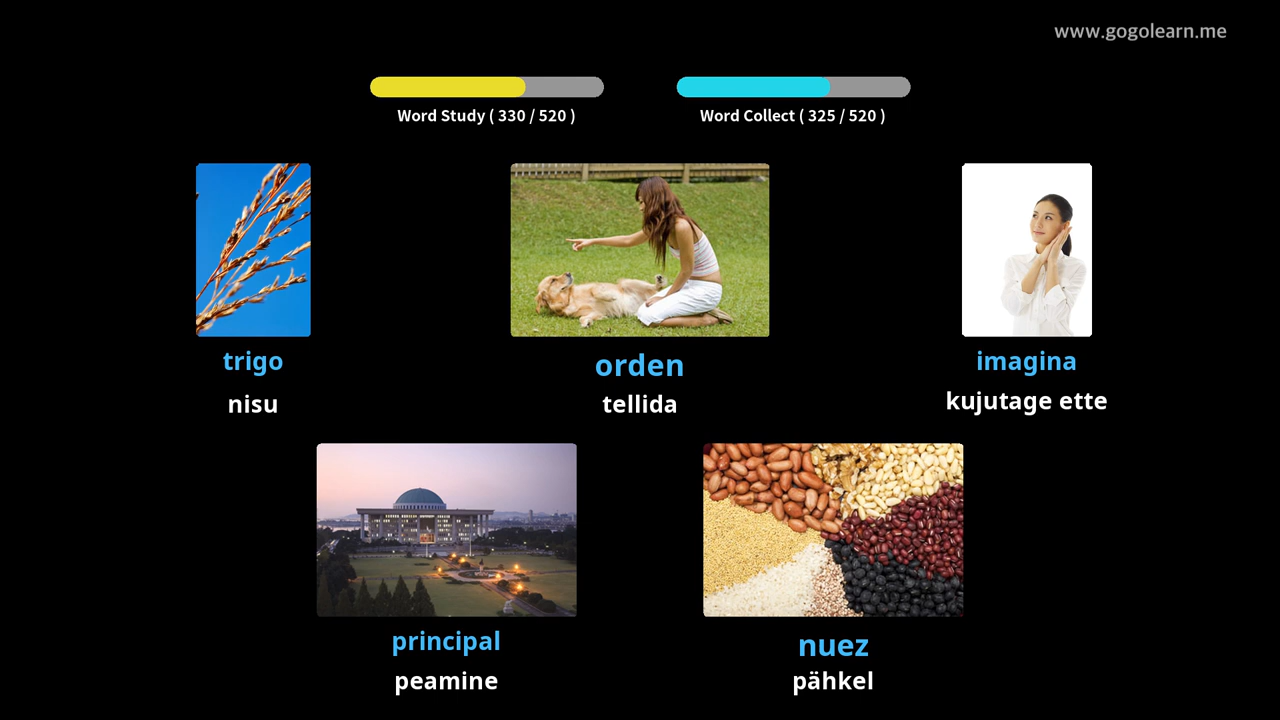 www.gogolearn.me
Word Study ( 330 / 520 )
Word Collect ( 325 / 520 )
trigo
nisu
orden
tellida
imagina
kujutage ette
principal
peamine
nuez
pähkel